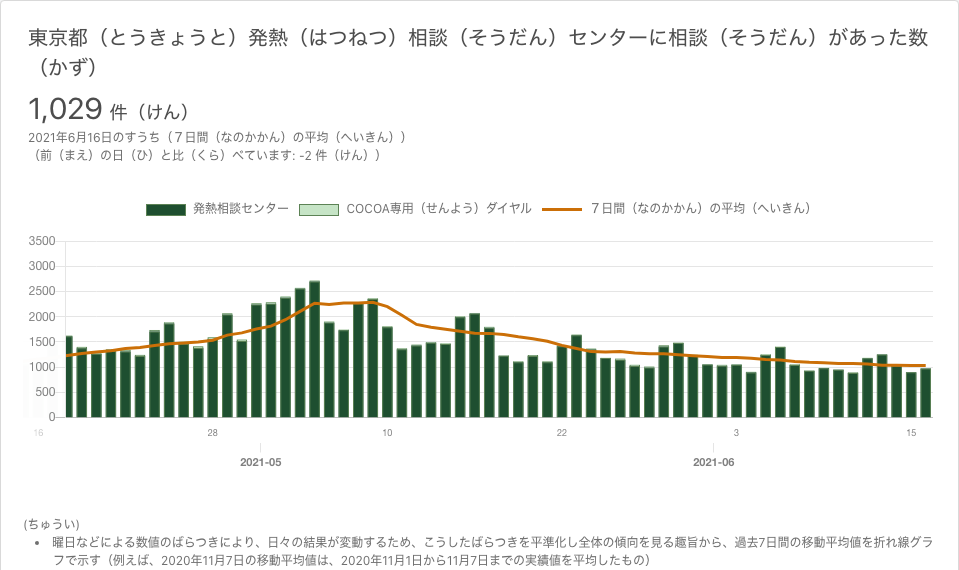 東京都（とうきょうと）発熱（はつねつ）相談（そうだん）センターに相談（そうだん）があった数
（かず）
1,029 件（けん）
2021年6月16日のすうち（７日間（なのかかん）の平均（へいきん））
（前（まえ）の日（ひ）と比（くら）べています: -2 件（けん））
発熱相談センター COCOA専用（せんよう）ダイヤル ７日間（なのかかん）の平均（へいきん）
3500
3000
2500
2000
1500
1000
500
0
16 28 10 22 3 15
2021-05 2021-06
(ちゅうい)
• 曜日などによる数値のばらつきにより、日々の結果が変動するため、こうしたばらつきを平準化し全体の傾向を見る趣旨から、過去7日間の移動平均値を折れ線グラ
フで示す（例えば、2020年11月7日の移動平均値は、2020年11月1日から11月7日までの実績値を平均したもの）